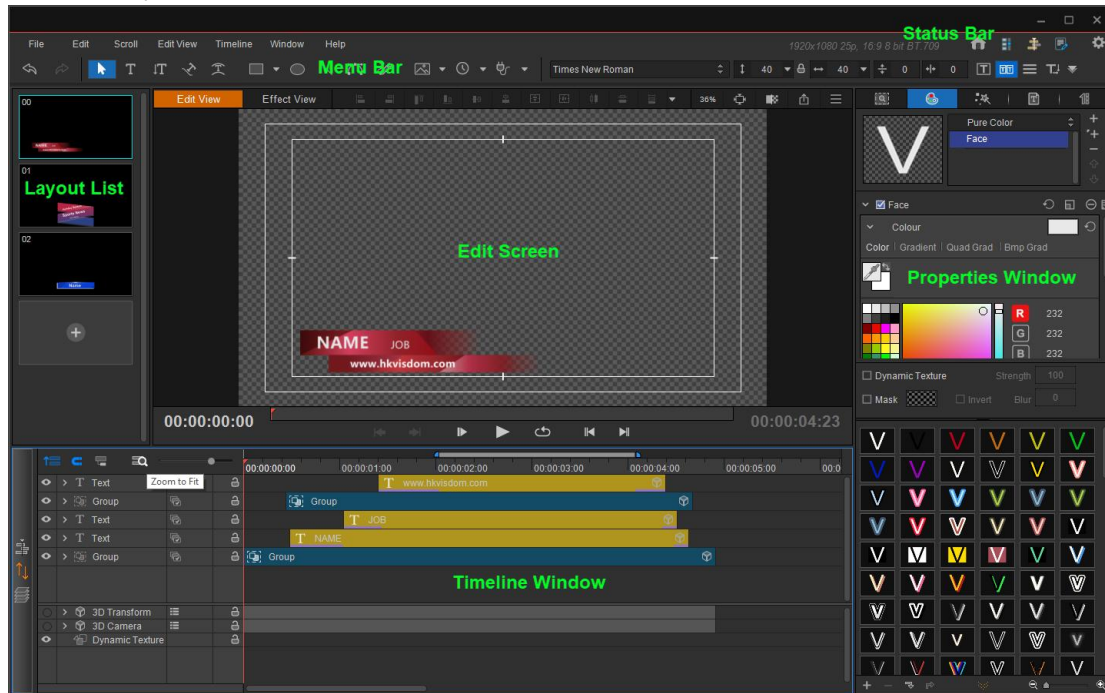 Status Bar
File Edit Scroll Edit View Timeline Window Help
1920x1080 25p, 16:9 8 bit BT.709
Menu Bar
Times New Roman
40 40 0 0
00
Edit View Effect View 36%
Pure Color
Face
NAME
01
Layout List
Sports News
02
Name
Edit Screen
NAME JOB
www.hkvisdom.com
Face
Colour
Color Gradient Quad Grad Bmp Grad
Properties Window
R 232
G 232
B 232
Dynamic Texture Strength 100
Mask Invert Blur 0
00:00:00:00 00:00:04:23
00:00:00:00 00:00:01:00 00:00:02:00 00:00:03:00 00:00:04:00 00:00:05:00 00:0
Zoom to Fit
T Text T www.hkvisdom.com
Group Group
T Text T JOB
T Text T NAME
Group Group
Timeline Window
3D Transform
3D Camera
Dynamic Texture